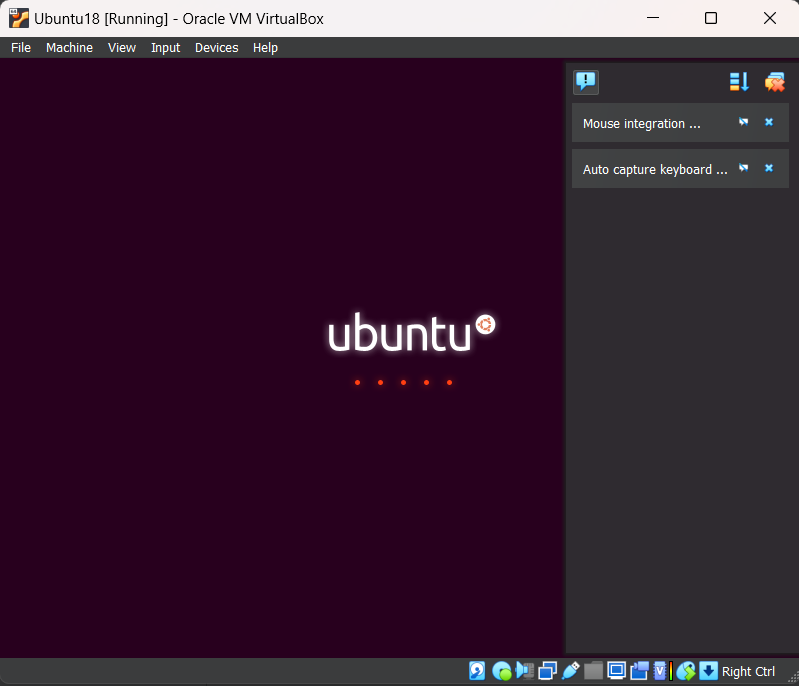 Ubuntu18 [Running] - Oracle VM VirtualBox
File Machine View Input Devices Help
Mouse integration ...
Auto capture keyboard ...
ubuntu
Right Ctrl